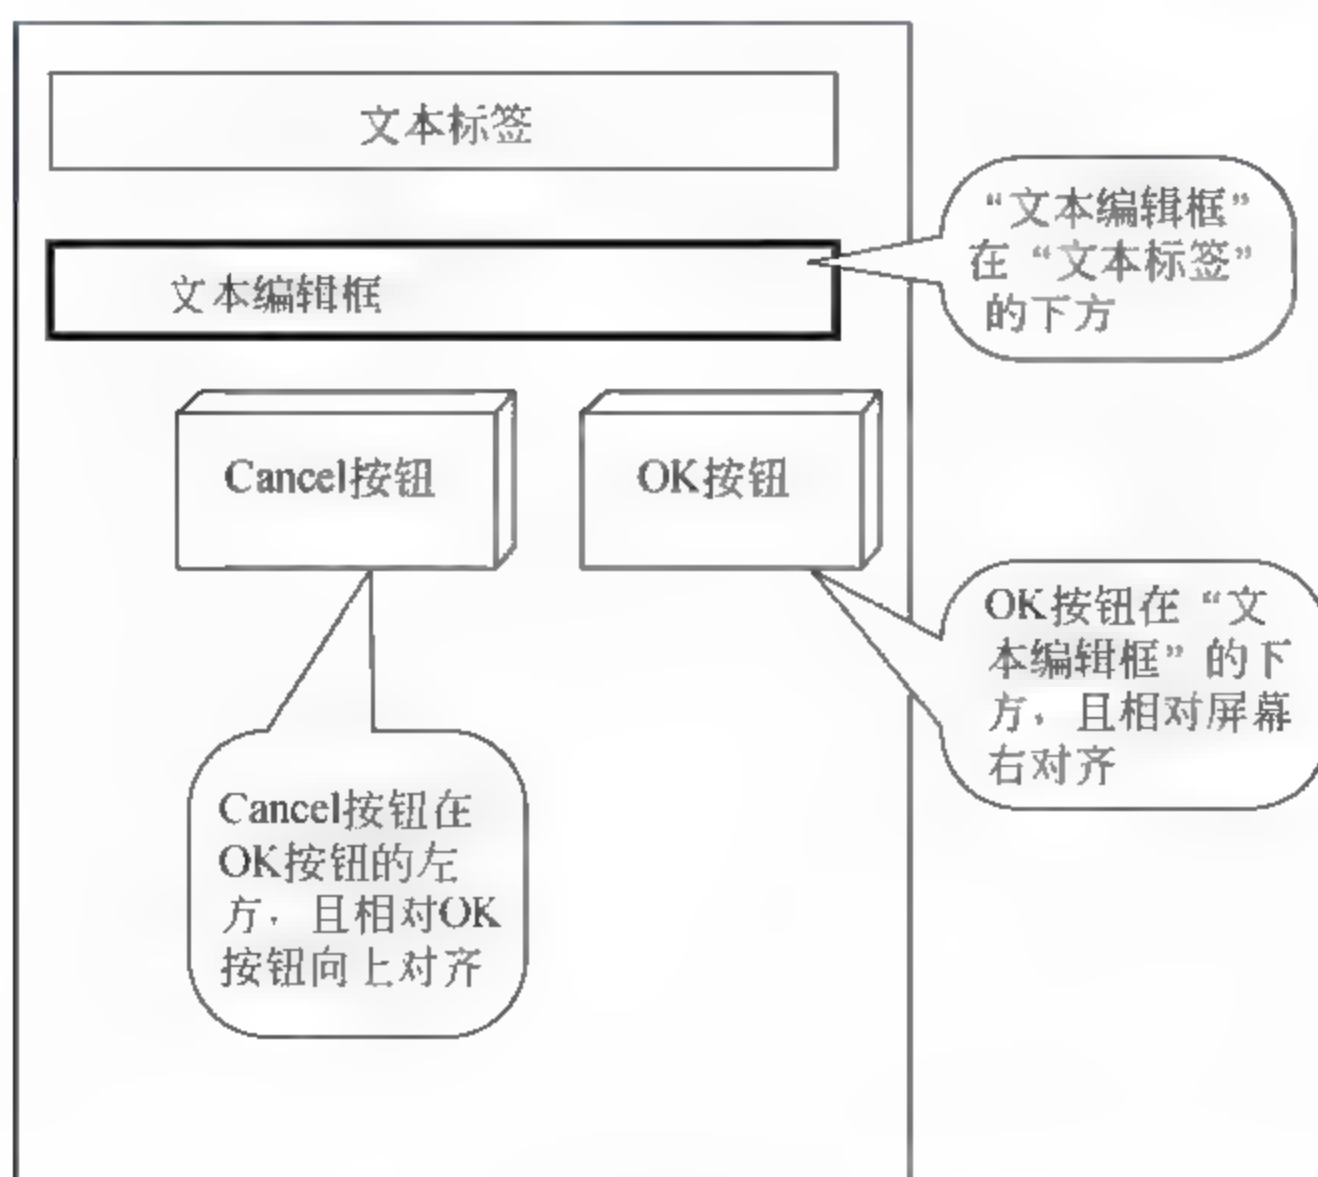 文本标签
“文本编辑框”
在“文本标签”
的下方
文本编辑框
Cancel按钮
OK按钮
OK按钮在“文
本编辑框”的下
方，且相对屏幕
右对齐
Cancel按钮在
OK按钮的左
方，且相对OK
按钮向上对齐